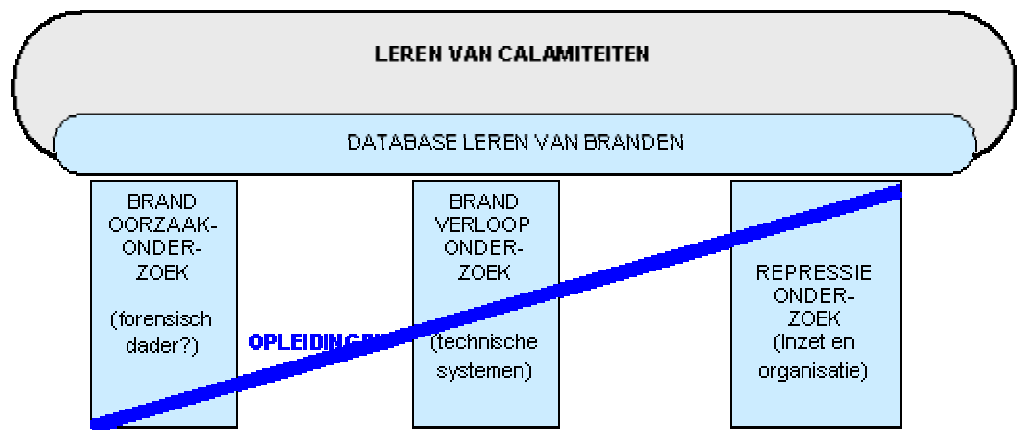 LEREN VAN CALAMITEITEN
DATABASE LEREN VAN BRANDEN
BRAND
OORZAAK-
ONDER-
ZOEK
(forensisch
dader?)
BRAND
VERLOOP
ONDER-
ZOEK
(technische
systemen)
REPRESSIE
ONDER-
ZOEK
(Inzet en
organisatie)